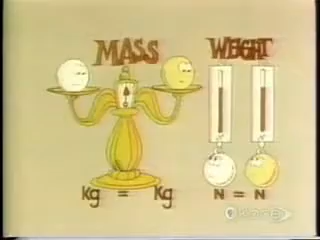 MASS WEIGHT
Kg = Kg N = N